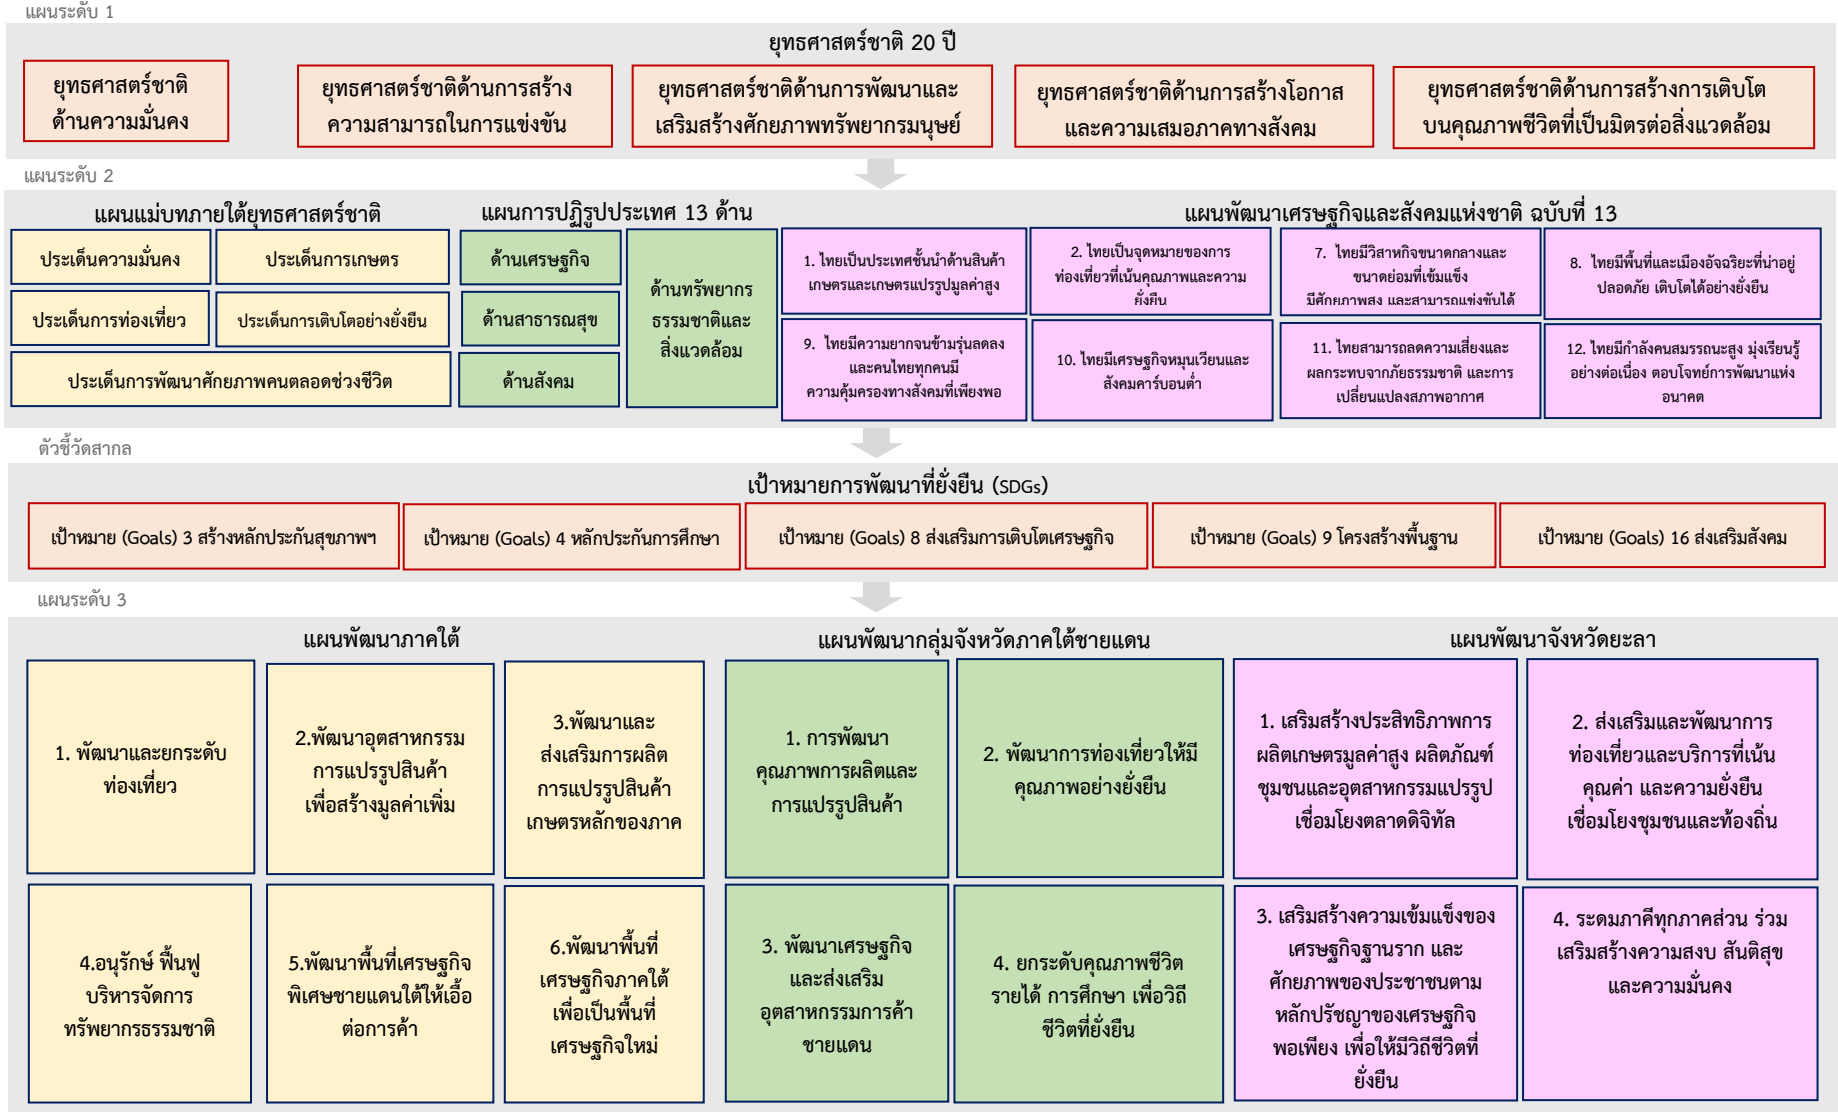 แผนระดับ 1
ยุทธศาสตร์ชาติ 20 ปี
ยุทธศาสตร์ชาติ
ด้านความมั่นคง
ยุทธศาสตร์ชาติด้านการสร้าง
ความสามารถในการแข่งขัน
ยุทธศาสตร์ชาติด้านการพัฒนาและ
เสริมสร้างศักยภาพทรัพยากรมนุษย์
ยุทธศาสตร์ชาติด้านการสร้างโอกาส
และความเสมอภาคทางสังคม
ยุทธศาสตร์ชาติด้านการสร้างการเติบโต
บนคุณภาพชีวิตที่เป็นมิตรต่อสิ่งแวดล้อม
แผนระดับ 2
แผนแม่บทภายใต้ยุทธศาสตร์ชาติ
ประเด็นความมั่นคง
ประเด็นการเกษตร
ประเด็นการท่องเที่ยว
ประเด็นการเติบโตอย่างยั่งยืน
ประเด็นการพัฒนาศักยภาพคนตลอดช่วงชีวิต
แผนการปฏิรูปประเทศ 13 ด้าน
ด้านเศรษฐกิจ
ด้านสาธารณสุข
ด้านสังคม
ด้านทรัพยากร
ธรรมชาติและ
สิ่งแวดล้อม
แผนพัฒนาเศรษฐกิจและสังคมแห่งชาติ ฉบับที่ 13
1. ไทยเป็นประเทศชั้นนำด้านสินค้า
เกษตรและเกษตรแปรรูปมูลค่าสูง
2. ไทยเป็นจุดหมายของการ
ท่องเที่ยวที่เน้นคุณภาพและความ
ยั่งยืน
7. ไทยมีวิสาหกิจขนาดกลางและ
ขนาดย่อมที่เข้มแข็ง
มีศักยภาพสูง และสามารถแข่งขันได้
8. ไทยมีพื้นที่และเมืองอัจฉริยะที่น่าอยู่
ปลอดภัย เติบโตได้อย่างยั่งยืน
9. ไทยมีความยากจนข้ามรุ่นลดลง
และคนไทยทุกคนมี
ความคุ้มครองทางสังคมที่เพียงพอ
10. ไทยมีเศรษฐกิจหมุนเวียนและ
สังคมคาร์บอนต่ำ
11. ไทยสามารถลดความเสี่ยงและ
ผลกระทบจากภัยธรรมชาติ และการ
เปลี่ยนแปลงสภาพอากาศ
12. ไทยมีกำลังคนสมรรถนะสูง มุ่งเรียนรู้
อย่างต่อเนื่อง ตอบโจทย์การพัฒนาแห่ง
อนาคต
ตัวชี้วัดสากล
เป้าหมายการพัฒนาที่ยั่งยืน (SDGs)
เป้าหมาย (Goals) 3 สร้างหลักประกันสุขภาพฯ
เป้าหมาย (Goals) 4 หลักประกันการศึกษา
เป้าหมาย (Goals) 8 ส่งเสริมการเติบโตเศรษฐกิจ
เป้าหมาย (Goals) 9 โครงสร้างพื้นฐาน
เป้าหมาย (Goals) 16 ส่งเสริมสังคม
แผนระดับ 3
แผนพัฒนาภาคใต้
1. พัฒนาและยกระดับ
ท่องเที่ยว
2.พัฒนาอุตสาหกรรม
การแปรรูปสินค้า
เพื่อสร้างมูลค่าเพิ่ม
3.พัฒนาและ
ส่งเสริมการผลิต
การแปรรูปสินค้า
เกษตรหลักของภาค
4.อนุรักษ์ ฟื้นฟู
บริหารจัดการ
ทรัพยากรธรรมชาติ
5.พัฒนาพื้นที่เศรษฐกิจ
พิเศษชายแดนใต้ให้เอื้อ
ต่อการค้า
6.พัฒนาพื้นที่
เศรษฐกิจภาคใต้
เพื่อเป็นพื้นที่
เศรษฐกิจใหม่
แผนพัฒนากลุ่มจังหวัดภาคใต้ชายแดน
1. การพัฒนา
คุณภาพการผลิตและ
การแปรรูปสินค้า
2. พัฒนาการท่องเที่ยวให้มี
คุณภาพอย่างยั่งยืน
3. พัฒนาเศรษฐกิจ
และส่งเสริม
อุตสาหกรรมการค้า
ชายแดน
4. ยกระดับคุณภาพชีวิต
รายได้ การศึกษา เพื่อวิถี
ชีวิตที่ยั่งยืน
แผนพัฒนาจังหวัดยะลา
1. เสริมสร้างประสิทธิภาพการ
ผลิตเกษตรมูลค่าสูง ผลิตภัณฑ์
ชุมชนและอุตสาหกรรมแปรรูป
เชื่อมโยงตลาดดิจิทัล
2. ส่งเสริมและพัฒนาการ
ท่องเที่ยวและบริการที่เน้น
คุณค่า และความยั่งยืน
เชื่อมโยงชุมชนและท้องถิ่น
3. เสริมสร้างความเข้มแข็งของ
เศรษฐกิจฐานราก และ
ศักยภาพของประชาชนตาม
หลักปรัชญาของเศรษฐกิจ
พอเพียง เพื่อให้มีวิถีชีวิตที่
ยั่งยืน
4. ระดมภาคีทุกภาคส่วน ร่วม
เสริมสร้างความสงบ สันติสุข
และความมั่นคง